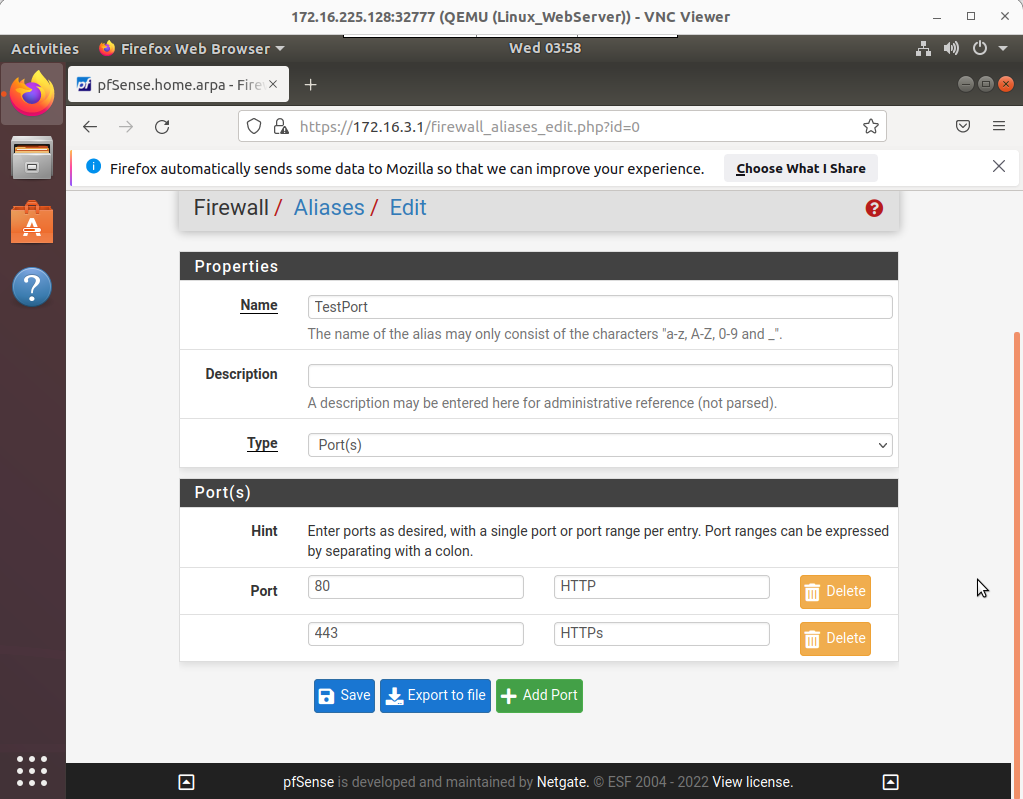 172.16.225.128:32777 (QEMU (Linux_WebServer)) - VNC Viewer
Activities Firefox Web Browser Wed 03:58
pfSense.home.arpa - Fire
https://172.16.3.1/firewall_aliases_edit.php?id=0
Firefox automatically sends some data to Mozilla so that we can improve your experience. Choose What I Share
Firewall / Aliases / Edit
Properties
Name TestPort
The name of the alias may only consist of the characters "a-z, A-Z, 0-9 and _".
Description
A description may be entered here for administrative reference (not parsed).
Type Port(s)
Port(s)
Hint Enter ports as desired, with a single port or port range per entry. Port ranges can be expressed
by separating with a colon.
Port 80 HTTP Delete
443 HTTPs Delete
Save Export to file Add Port
pfSense is developed and maintained by Netgate. © ESF 2004 - 2022 View license.